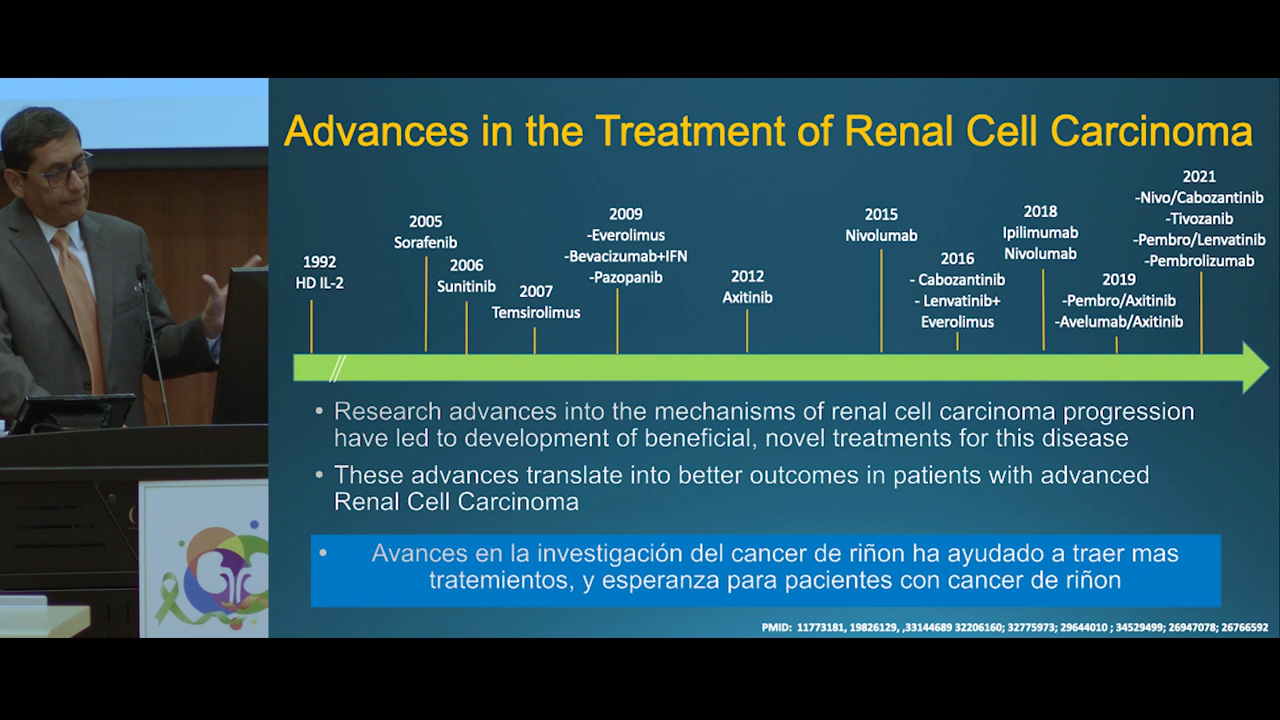 Advances in the Treatment of Renal Cell Carcinoma
1992
HD IL-2
2005
Sorafenib
2006
Sunitinib
2007
Temsirolimus
2009
-Everolimus
-Bevacizumab+IFN
-Pazopanib
2012
Axitinib
2015
Nivolumab
2016
- Cabozantinib
- Lenvatinib+
Everolimus
2018
Ipilimumab
Nivolumab
2019
-Pembro/Axitinib
-Avelumab/Axitinib
2021
-Nivo/Cabozantinib
-Tivozanib
-Pembro/Lenvatinib
-Pembrolizumab
• Research advances into the mechanisms of renal cell carcinoma progression
have led to development of beneficial, novel treatments for this disease
• These advances translate into better outcomes in patients with advanced
Renal Cell Carcinoma
• Avances en la investigación del cancer de riñon ha ayudado a traer mas
tratemientos, y esperanza para pacientes con cancer de riñon
PMID: 11773181, 19826129, ,33144689 32206160; 32775973; 29644010 ; 34529499; 26947078; 26766592